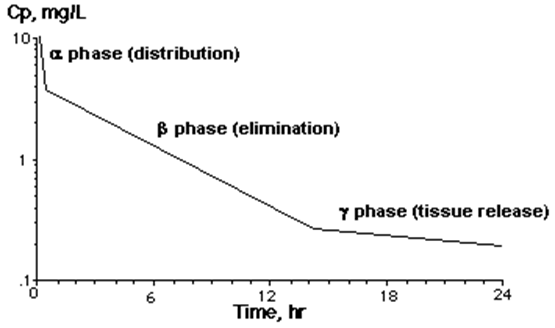 Cp, mg/L
10
α phase (distribution)
β phase (elimination)
1
γ phase (tissue release)
.1
0 6 12 18 24
Time, hr